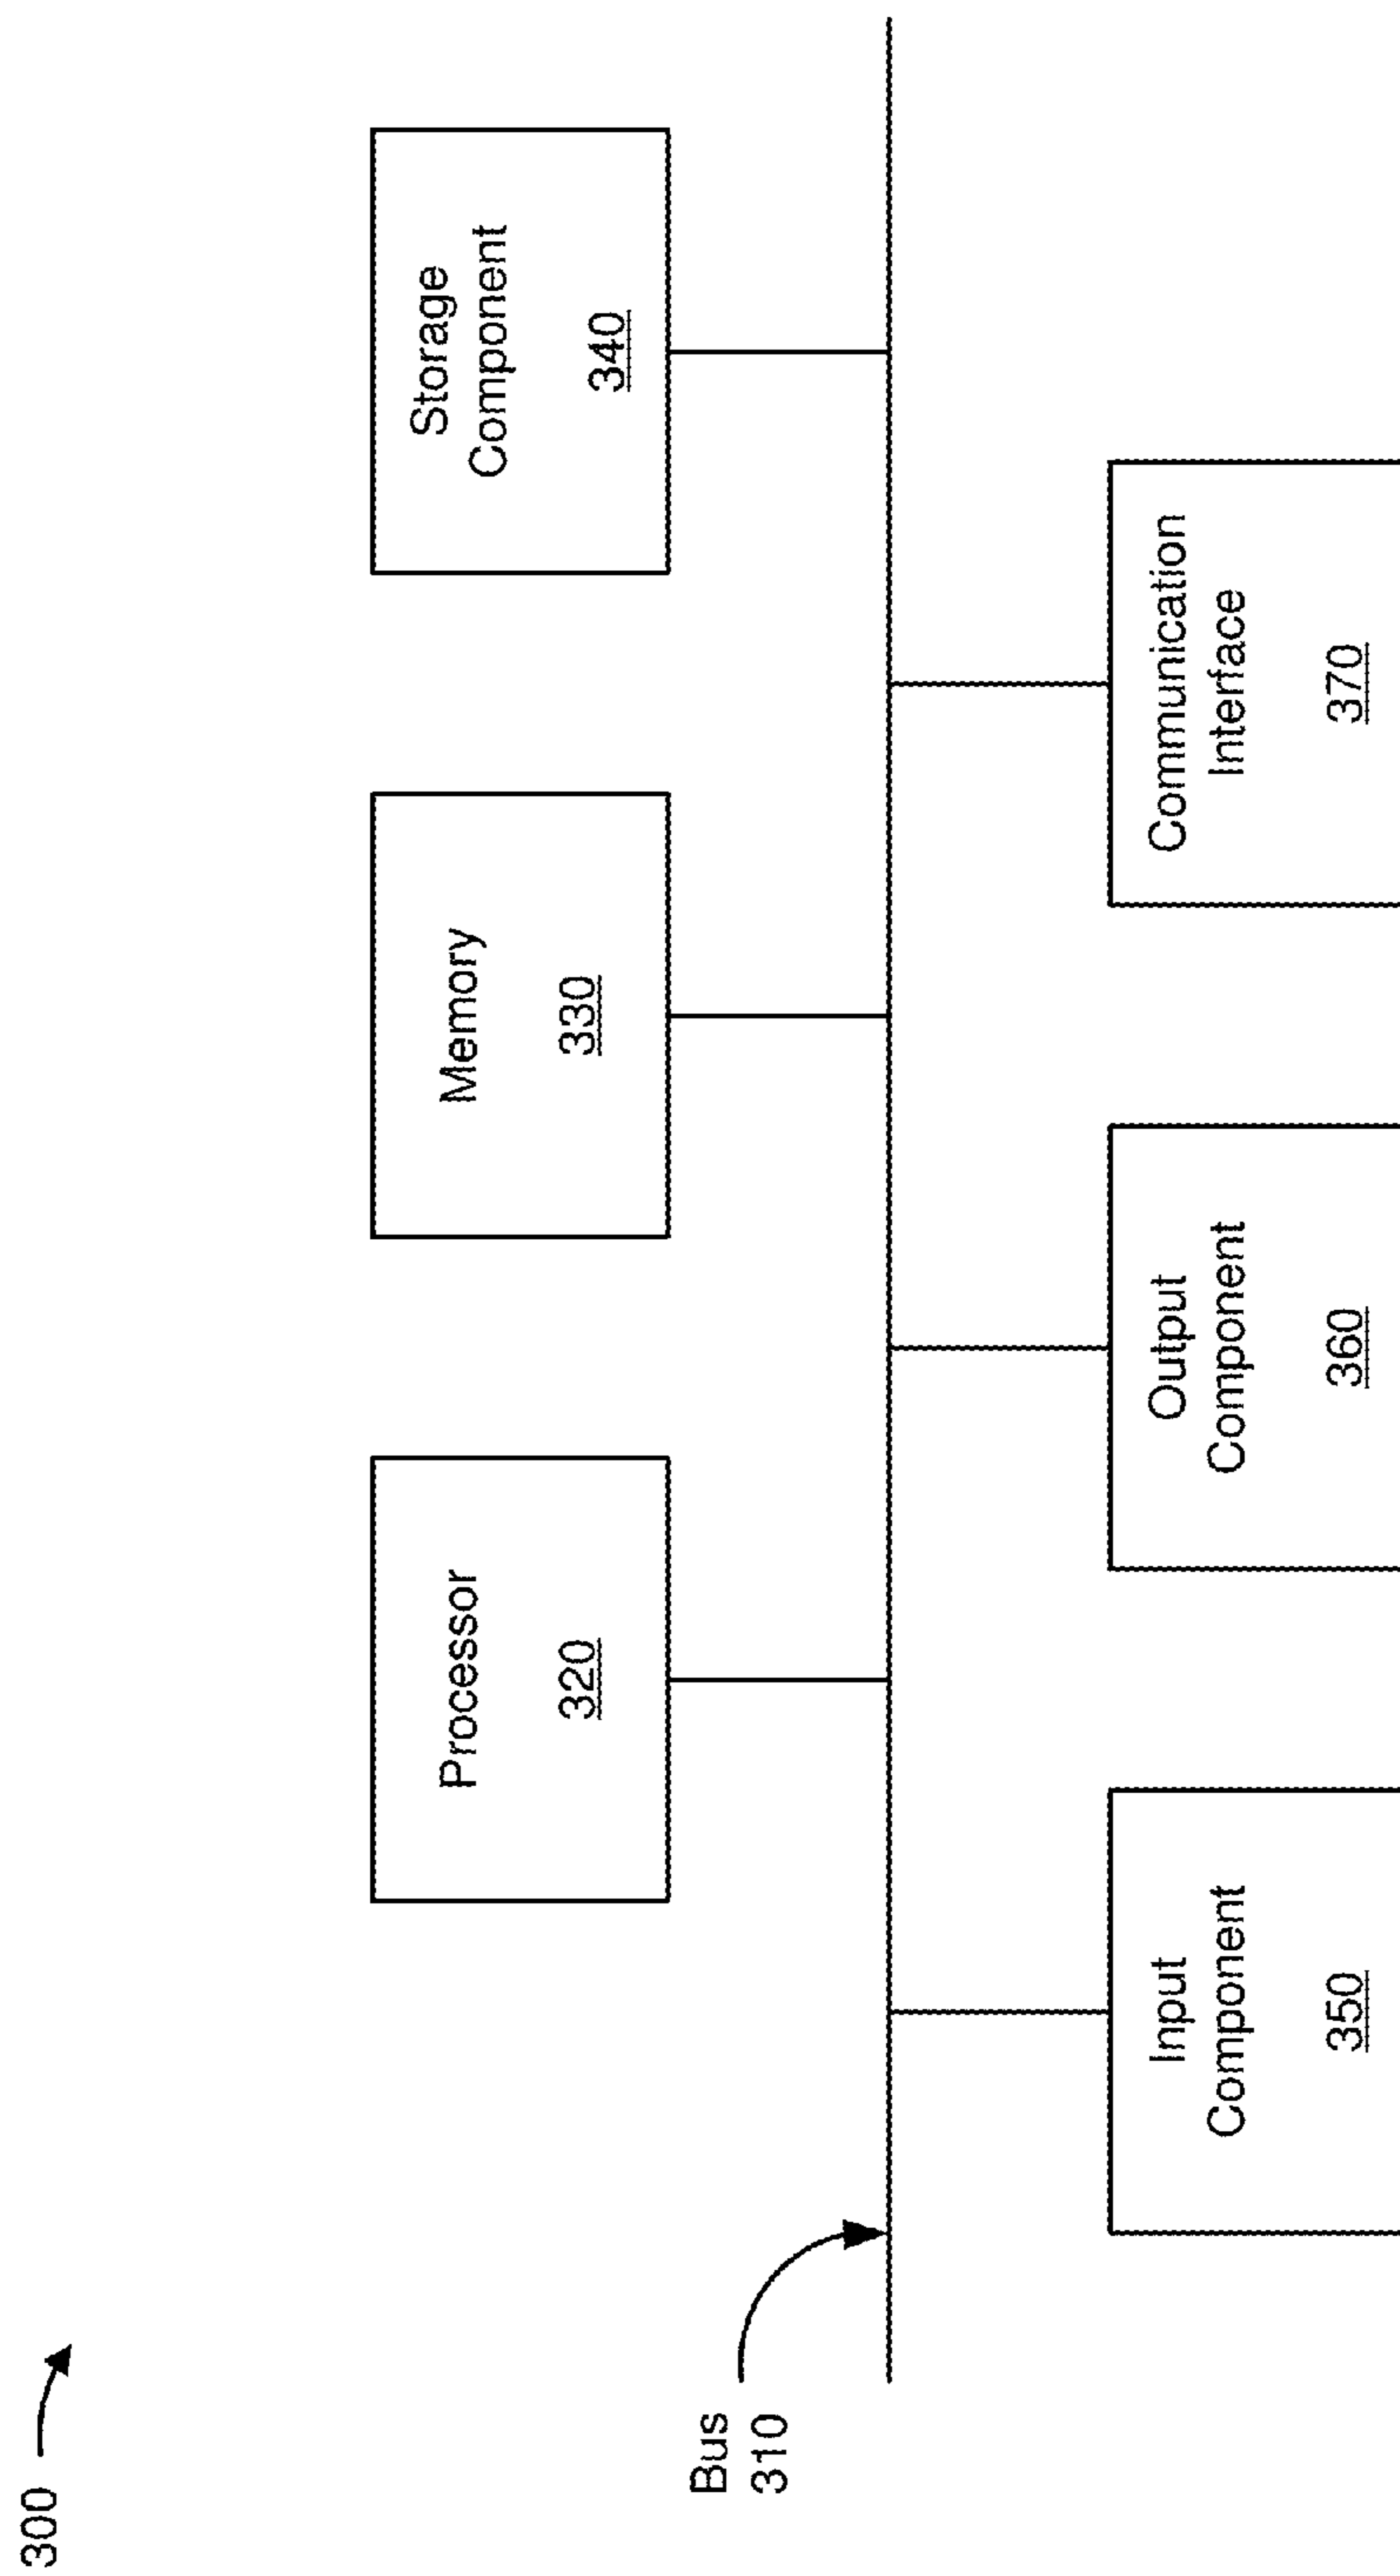 300
Bus
310
Processor
320
Memory
330
Storage
Component
340
Input
Component
350
Output
Component
360
Communication
Interface
370